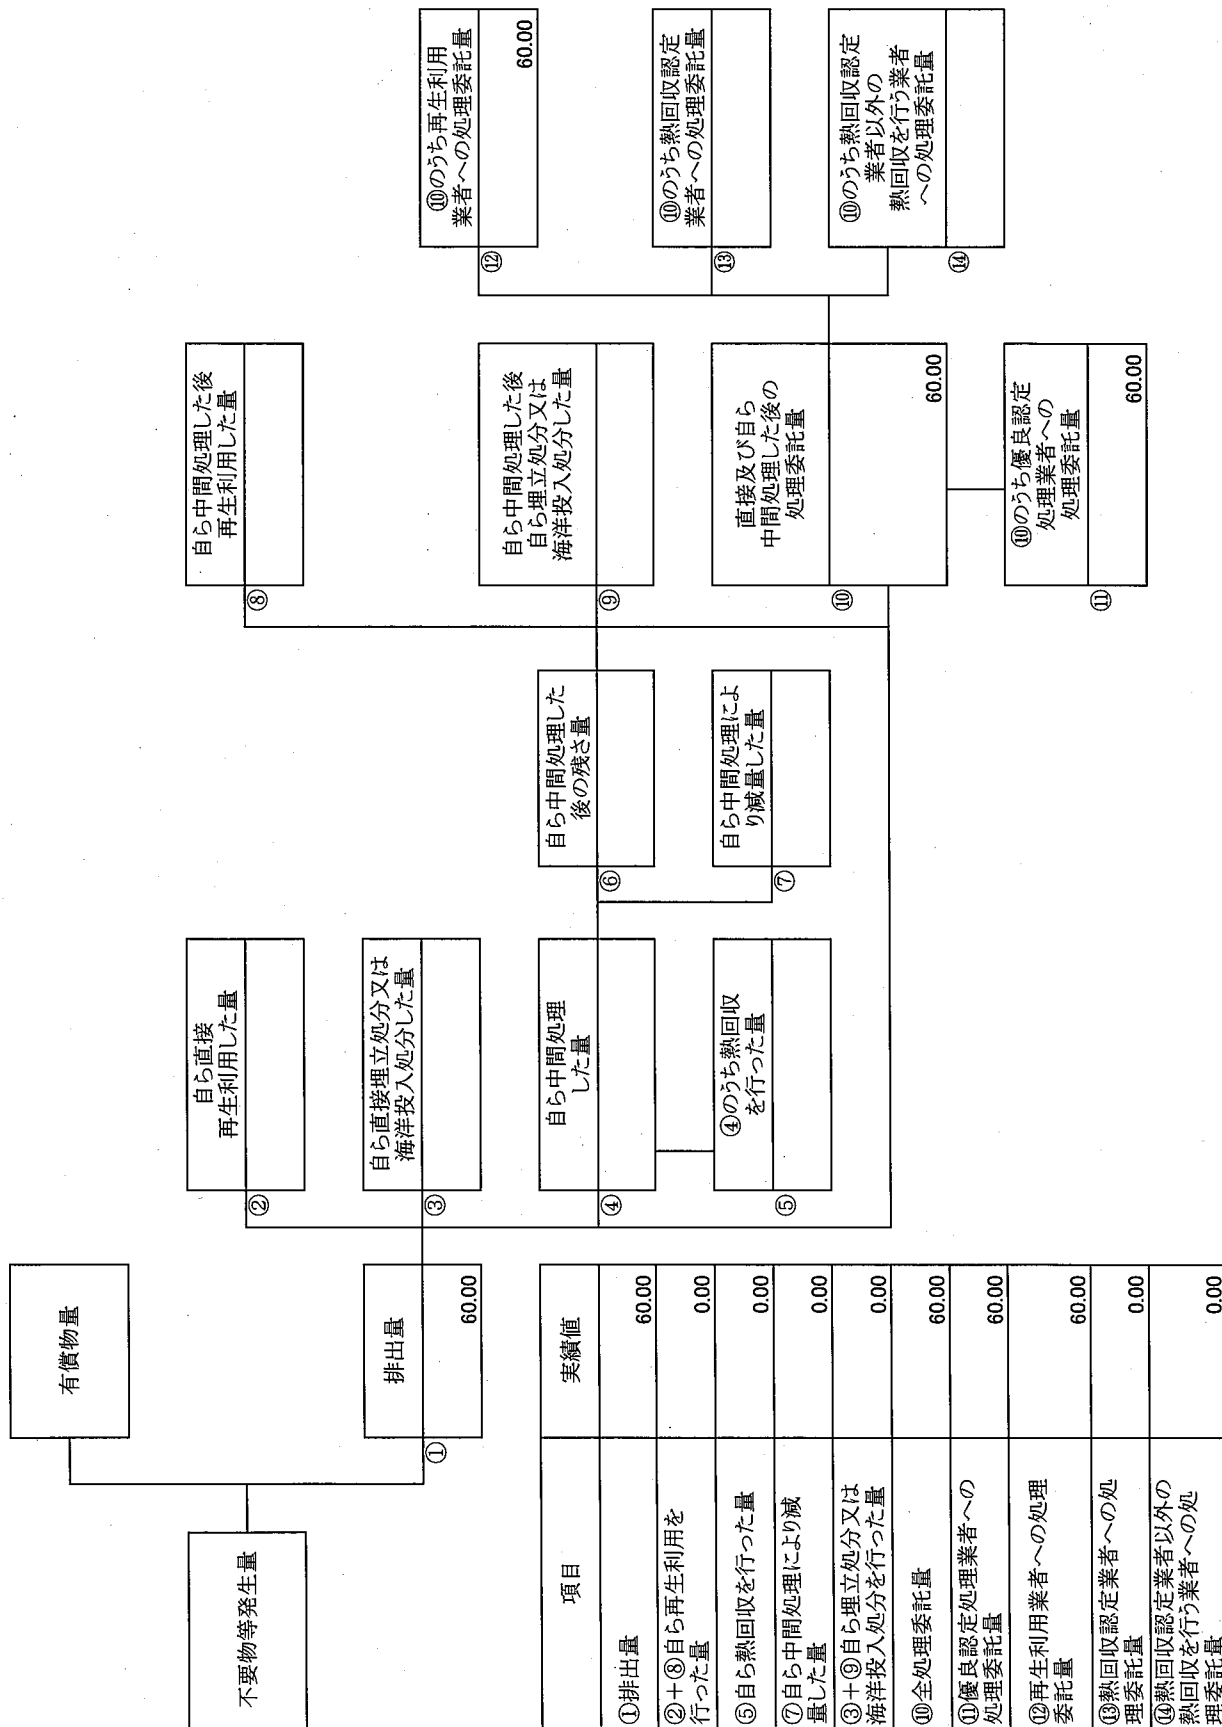 有償物量
不要物等発生量
排出量
①
60.00
自ら直接
再生利用した量
②
自ら直接埋立処分又は
海洋投入処分した量
③
自ら中間処理
した量
④
④のうち熱回収
を行った量
⑤
自ら中間処理した
後の残さ量
⑥
自ら中間処理によ
り減量した量
⑦
自ら中間処理した後
再生利用した量
⑧
自ら中間処理した後
自ら埋立処分又は
海洋投入処分した量
⑨
直接及び自ら
中間処理した後の
処理委託量
⑩
60.00
⑩のうち優良認定
処理業者への
処理委託量
⑪
60.00
⑩のうち再生利用
業者への処理委託量
⑫
60.00
⑩のうち熱回収認定
業者への処理委託量
⑬
⑩のうち熱回収認定
業者以外の
熱回収を行う業者
への処理委託量
⑭
項目 実績値
①排出量 60.00
②+⑧自ら再生利用を
行った量 0.00
⑤自ら熱回収を行った量 0.00
⑦自ら中間処理により減
量した量 0.00
③+⑨自ら埋立処分又は
海洋投入処分を行った量 0.00
⑩全処理委託量 60.00
⑪優良認定処理業者への
処理委託量 60.00
⑫再生利用業者への処理
委託量 60.00
⑬熱回収認定業者への処
理委託量 0.00
⑭熱回収認定業者以外の
熱回収を行う業者への処
理委託量 0.00